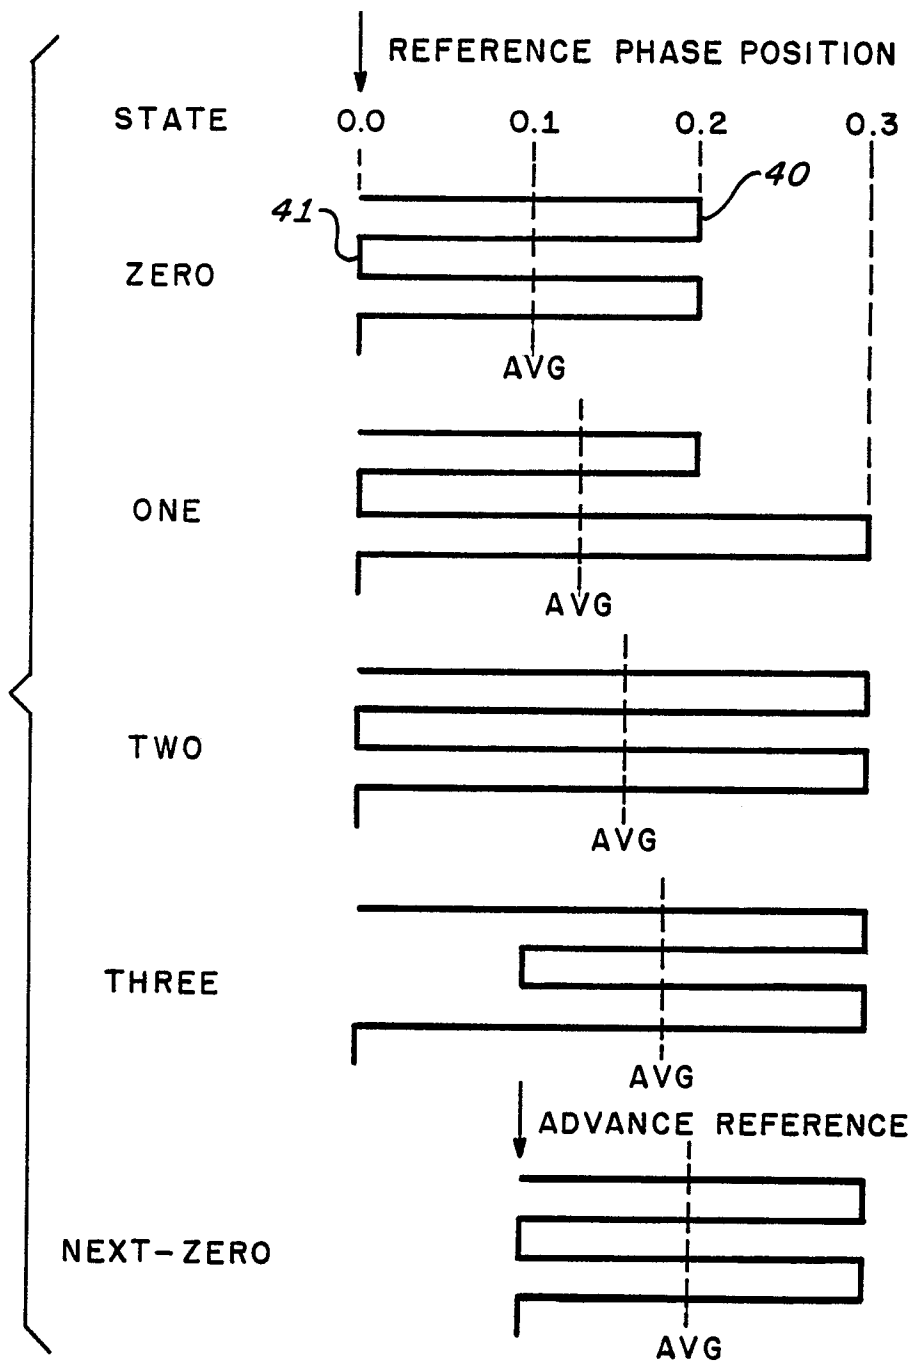 REFERENCE PHASE POSITION
STATE 0.0 0.1 0.2 0.3
40
41
ZERO
AVG
ONE
AVG
TWO
AVG
THREE
AVG
ADVANCE REFERENCE
NEXT-ZERO
AVG